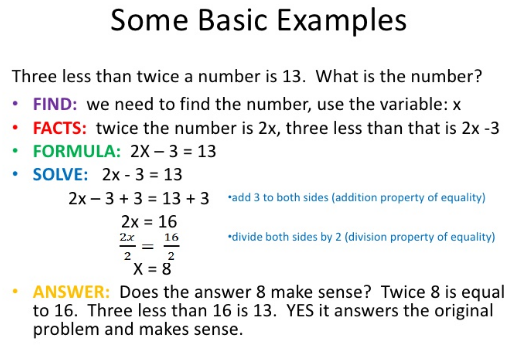 Some Basic Examples
Three less than twice a number is 13.  What is the number?
• FIND:  we need to find the number, use the variable: x
• FACTS:  twice the number is 2x, three less than that is 2x -3
• FORMULA:  2X – 3 = 13
• SOLVE:   2x - 3 = 13
2x – 3 + 3 = 13 + 3 •add 3 to both sides (addition property of equality)
2x = 16
2x/2 = 16/2 •divide both sides by 2 (division property of equality)
X = 8
• ANSWER:  Does the answer 8 make sense?  Twice 8 is equal
to 16.  Three less than 16 is 13.  YES it answers the original
problem and makes sense.